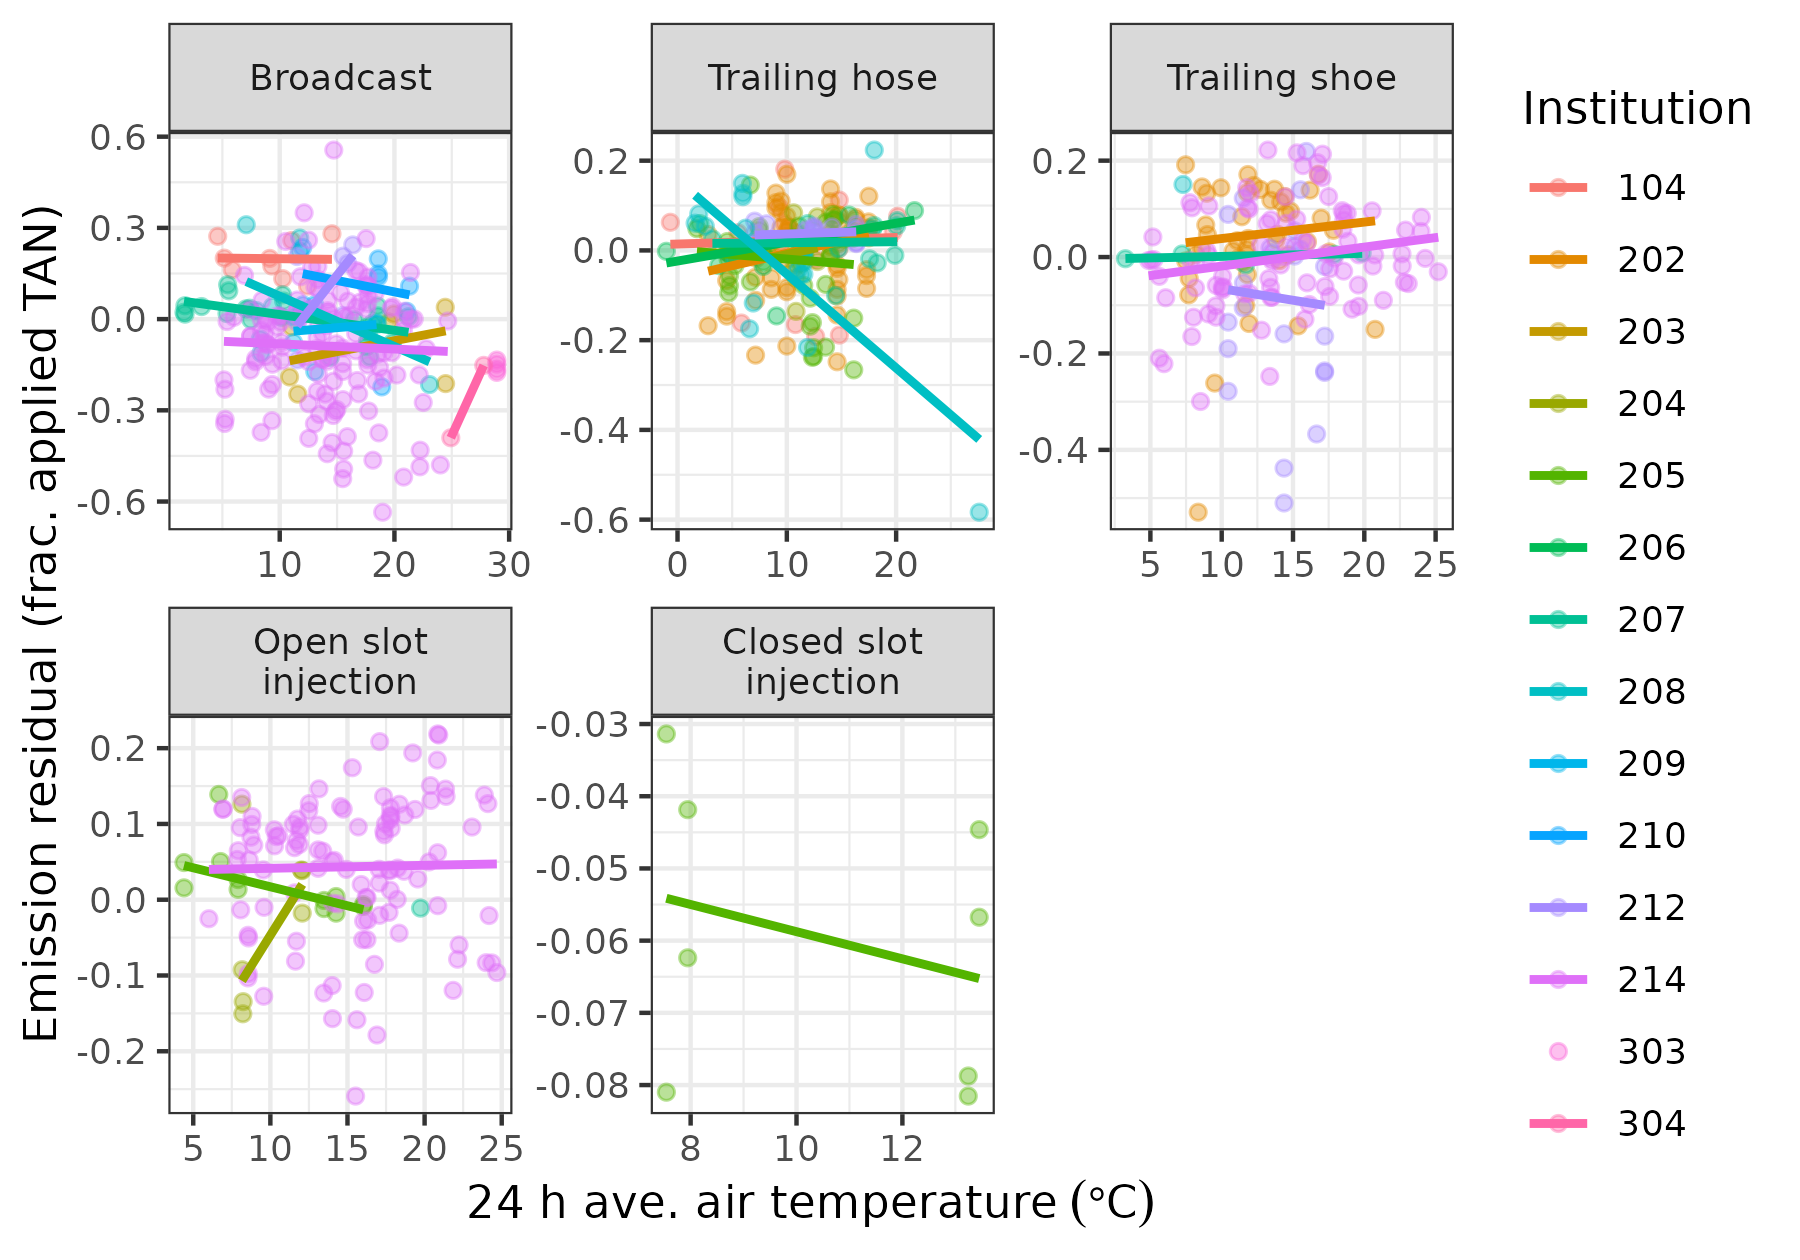 Broadcast
Trailing hose
Trailing shoe
0.6
0.3
0.0
-0.3
-0.6
10 20 30
0.2
0.0
-0.2
-0.4
-0.6
0 10 20
0.2
0.0
-0.2
-0.4
5 10 15 20 25
Open slot
injection
Closed slot
injection
0.2
0.1
0.0
-0.1
-0.2
5 10 15 20 25
-0.03
-0.04
-0.05
-0.06
-0.07
-0.08
8 10 12
24 h ave. air temperature (°C)
Emission residual (frac. applied TAN)
Institution
104
202
203
204
205
206
207
208
209
210
212
214
303
304